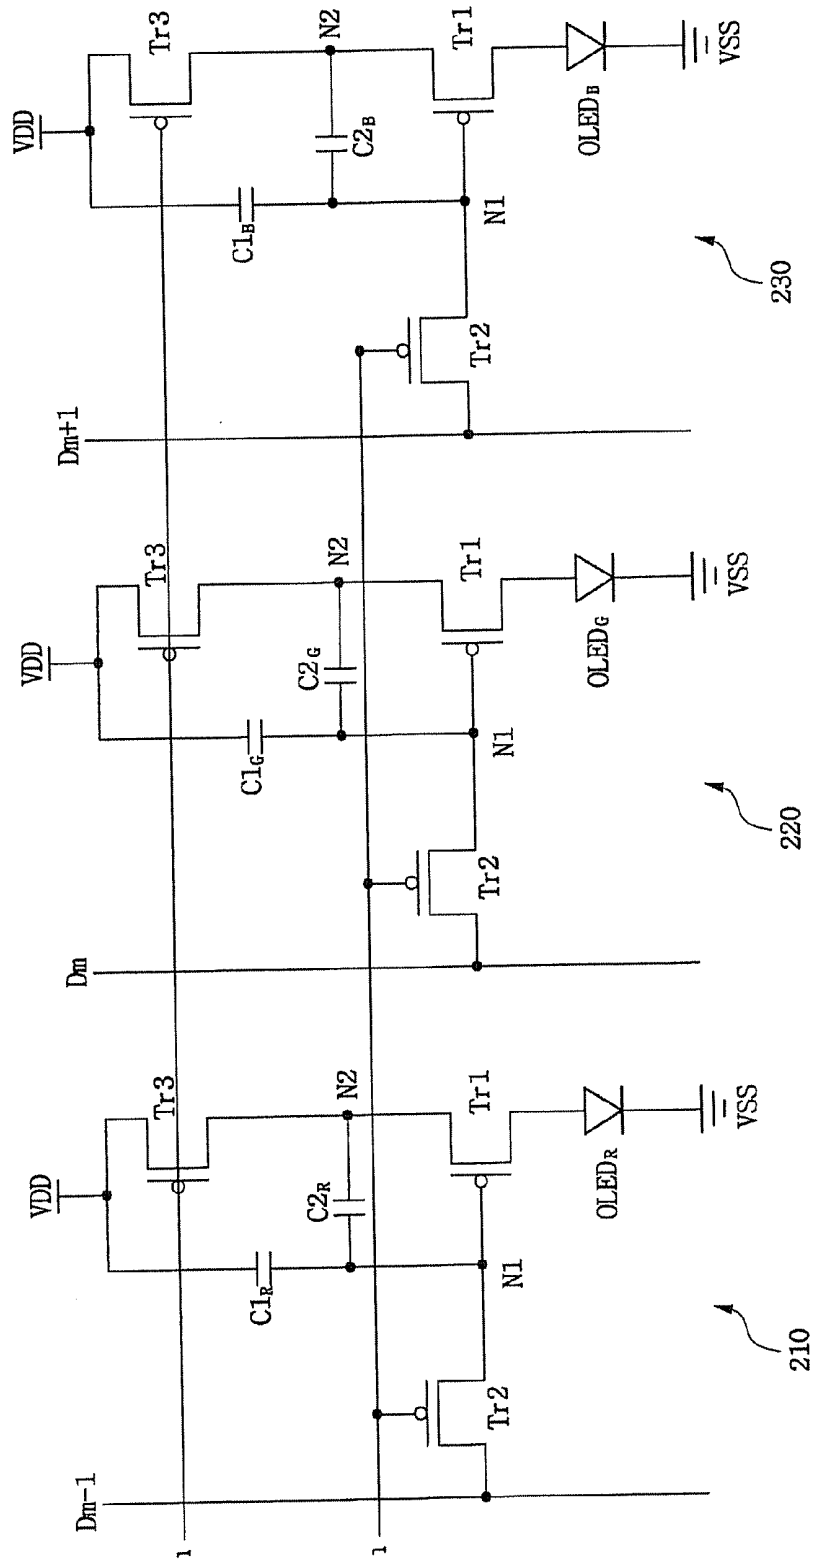 Dm-1
VDD
Tr3
C1R
C2R
N2
Tr2
N1
Tr1
OLEDR
VSS
210
Dm
VDD
Tr3
C1G
C2G
N2
Tr2
N1
Tr1
OLEDG
VSS
220
Dm+1
VDD
Tr3
C1B
C2B
N2
Tr2
N1
Tr1
OLEDB
VSS
230